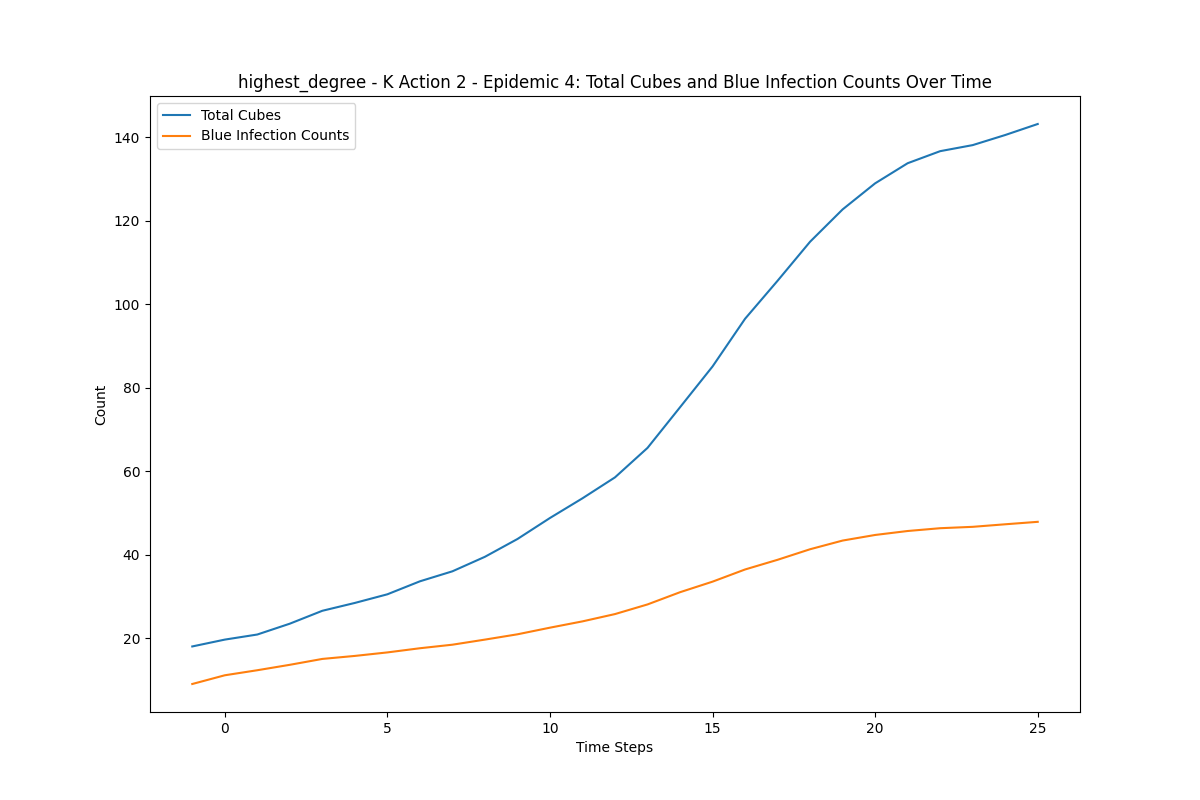 highest_degree - K Action 2 - Epidemic 4: Total Cubes and Blue Infection Counts Over Time
Total Cubes
Blue Infection Counts
140
120
100
80
60
40
20
Count
0 5 10 15 20 25
Time Steps